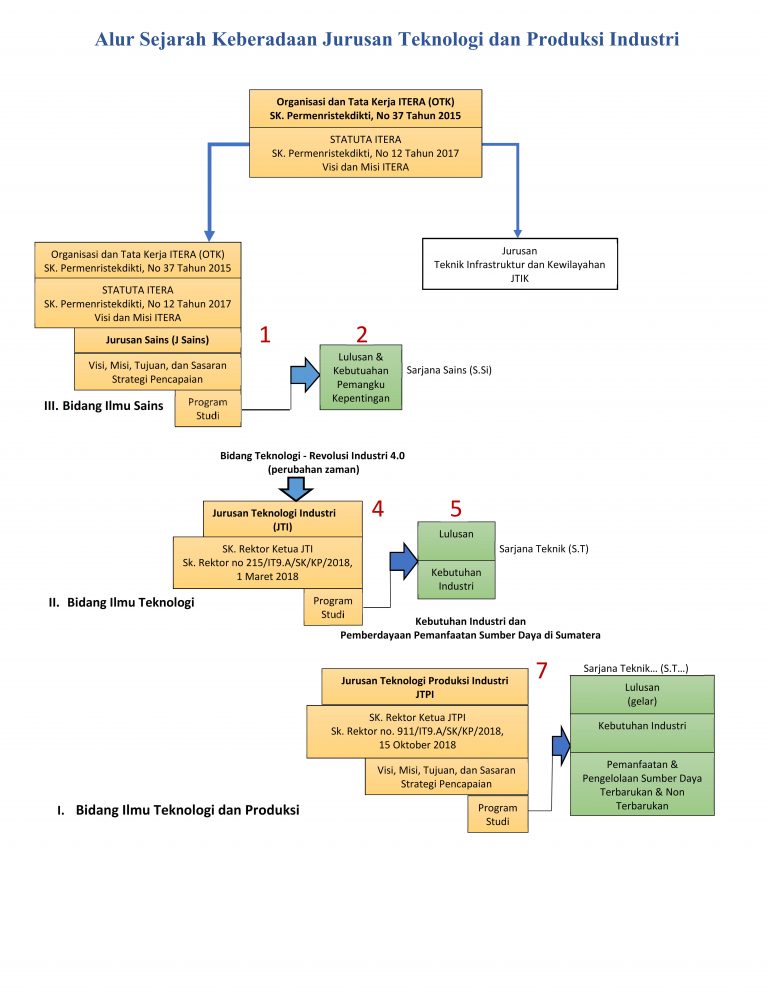 Alur Sejarah Keberadaan Jurusan Teknologi dan Produksi Industri
Organisasi dan Tata Kerja ITERA (OTK)
SK. Permenristekdikti, No 37 Tahun 2015
STATUTA ITERA
SK. Permenristekdikti, No 12 Tahun 2017
Visi dan Misi ITERA
Organisasi dan Tata Kerja ITERA (OTK)
SK. Permenristekdikti, No 37 Tahun 2015
STATUTA ITERA
SK. Permenristekdikti, No 12 Tahun 2017
Visi dan Misi ITERA
Jurusan Sains (J Sains)
Visi, Misi, Tujuan, dan Sasaran
Strategi Pencapaian
Program
Studi
III. Bidang Ilmu Sains
Jurusan
Teknik Infrastruktur dan Kewilayahan
JTIK
1
2
Lulusan &
Kebutuahan
Pemangku
Kepentingan
Sarjana Sains (S.Si)
Bidang Teknologi - Revolusi Industri 4.0
(perubahan zaman)
Jurusan Teknologi Industri
(JTI)
SK. Rektor Ketua JTI
Sk. Rektor no 215/IT9.A/SK/KP/2018,
1 Maret 2018
Program
Studi
II. Bidang Ilmu Teknologi
4
5
Lulusan
Kebutuhan
Industri
Sarjana Teknik (S.T)
Kebutuhan Industri dan
Pemberdayaan Pemanfaatan Sumber Daya di Sumatera
Jurusan Teknologi Produksi Industri
JTPI
SK. Rektor Ketua JTPI
Sk. Rektor no. 911/IT9.A/SK/KP/2018,
15 Oktober 2018
Visi, Misi, Tujuan, dan Sasaran
Strategi Pencapaian
Program
Studi
I. Bidang Ilmu Teknologi dan Produksi
7
Sarjana Teknik... (S.T...)
Lulusan
(gelar)
Kebutuhan Industri
Pemanfaatan &
Pengelolaan Sumber Daya
Terbarukan & Non
Terbarukan